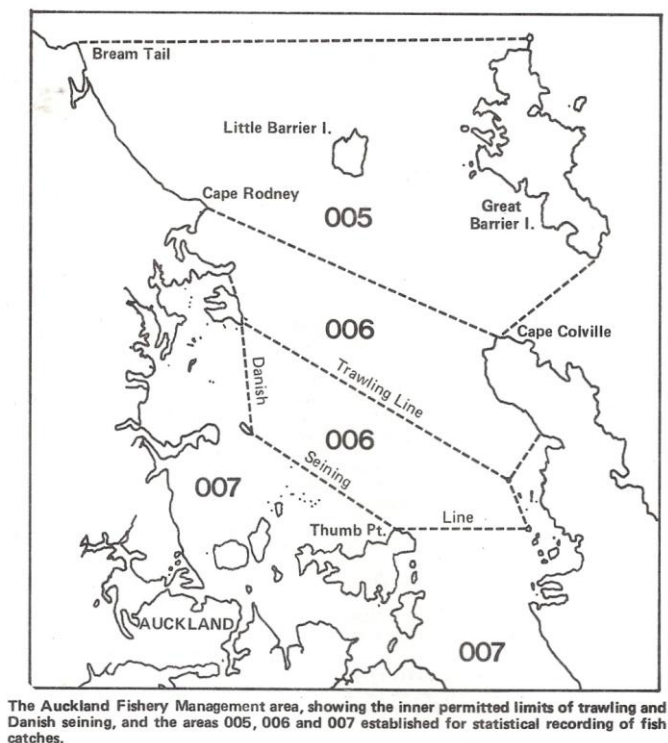 Bream Tail
Little Barrier I.
Cape Rodney
005
Great
Barrier I.
006
Cape Colville
Danish
Trawling Line
006
Seining
007
Thumb Pt.
Line
AUCKLAND
007
The Auckland Fishery Management area, showing the inner permitted limits of trawling and
Danish seining, and the areas 005, 006 and 007 established for statistical recording of fish
catches.